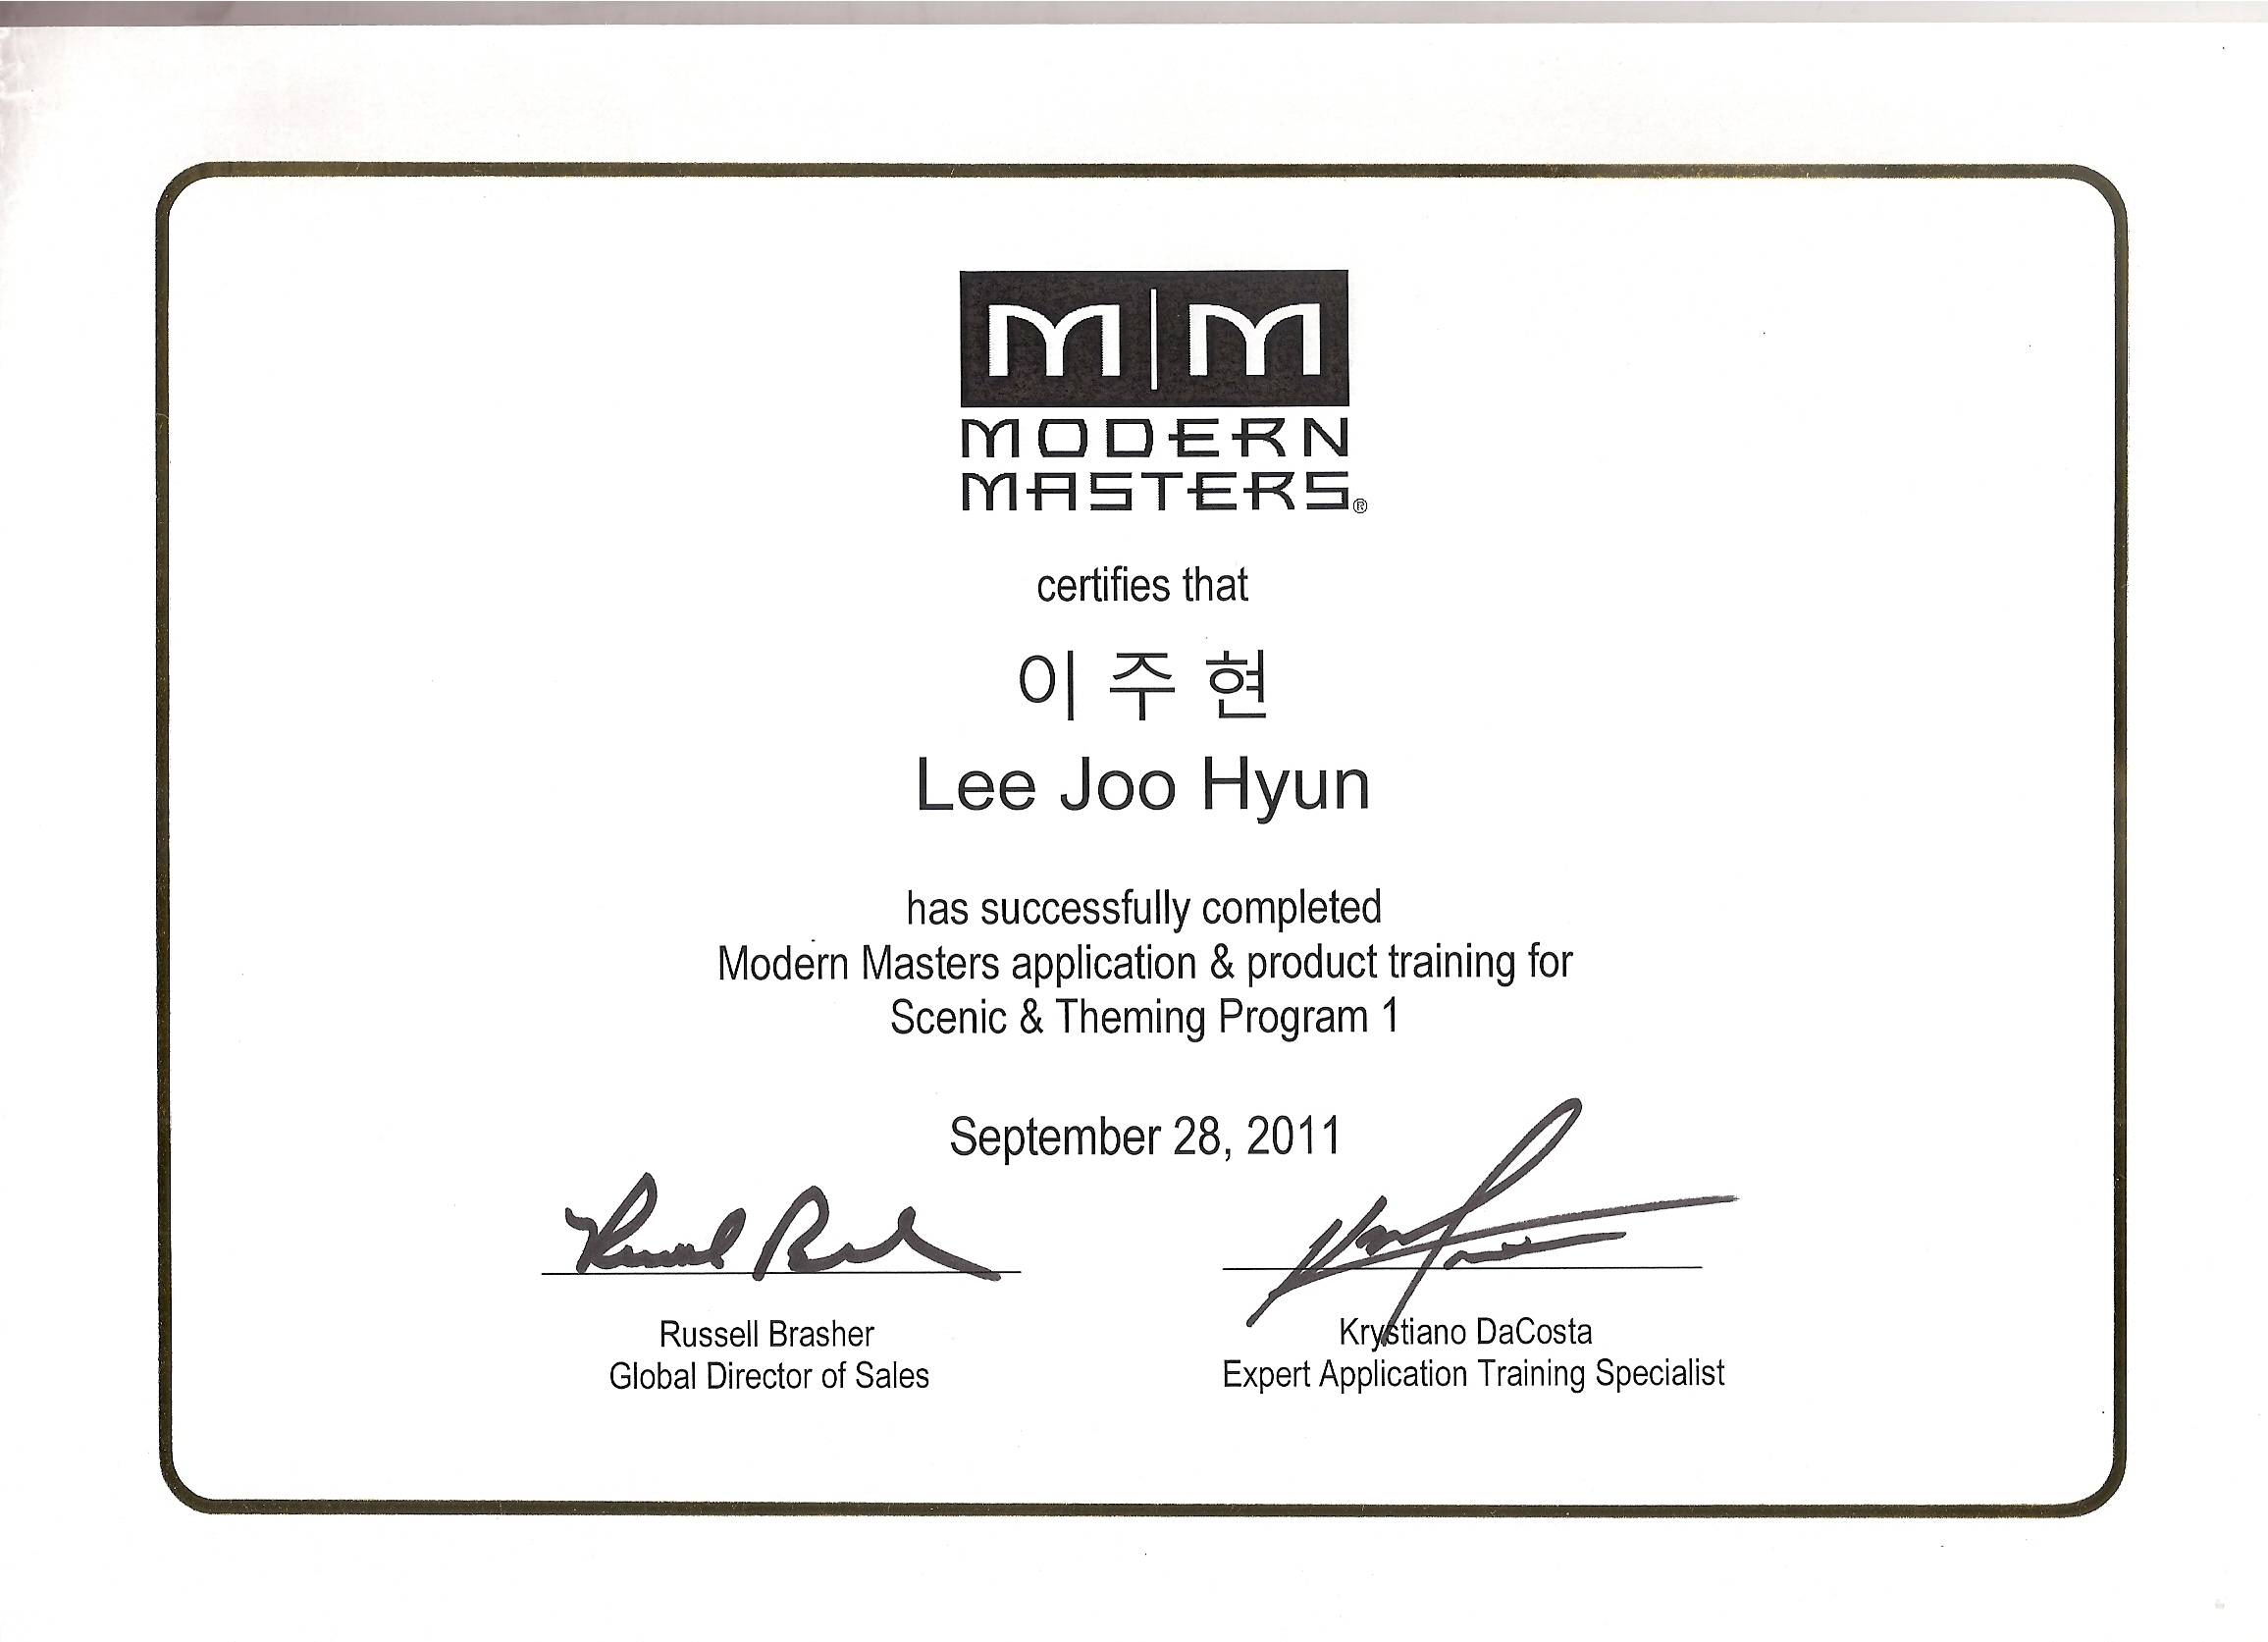 M|M
MODERN
MASTERS®
certifies that
이 주 현
Lee Joo Hyun
has successfully completed
Modern Masters application & product training for
Scenic & Theming Program 1
September 28, 2011
Russell Brasher
Global Director of Sales
Krystiano DaCosta
Expert Application Training Specialist